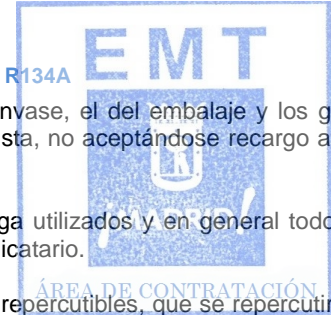 EMT
R134A
nvase, el del embalaje y los g
sta, no aceptándose recargo a
ga utilizados y en general todo
¡MADRID!
icatario.
ÁREA DE CONTRATACIÓN
repercutibles, que se repercutir